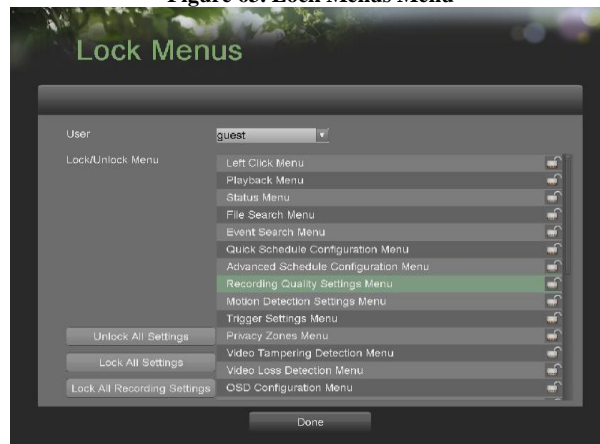 Figure 63. Lock Menus Menu
Lock Menus
User
guest
Lock/Unlock Menu
Left Click Menu
Playback Menu
Status Menu
File Search Menu
Event Search Menu
Quick Schedule Configuration Menu
Advanced Schedule Configuration Menu
Recording Quality Settings Menu
Motion Detection Settings Menu
Trigger Settings Menu
Privacy Zones Menu
Video Tampering Detection Menu
Video Loss Detection Menu
OSD Configuration Menu
Unlock All Settings
Lock All Settings
Lock All Recording Settings
Done